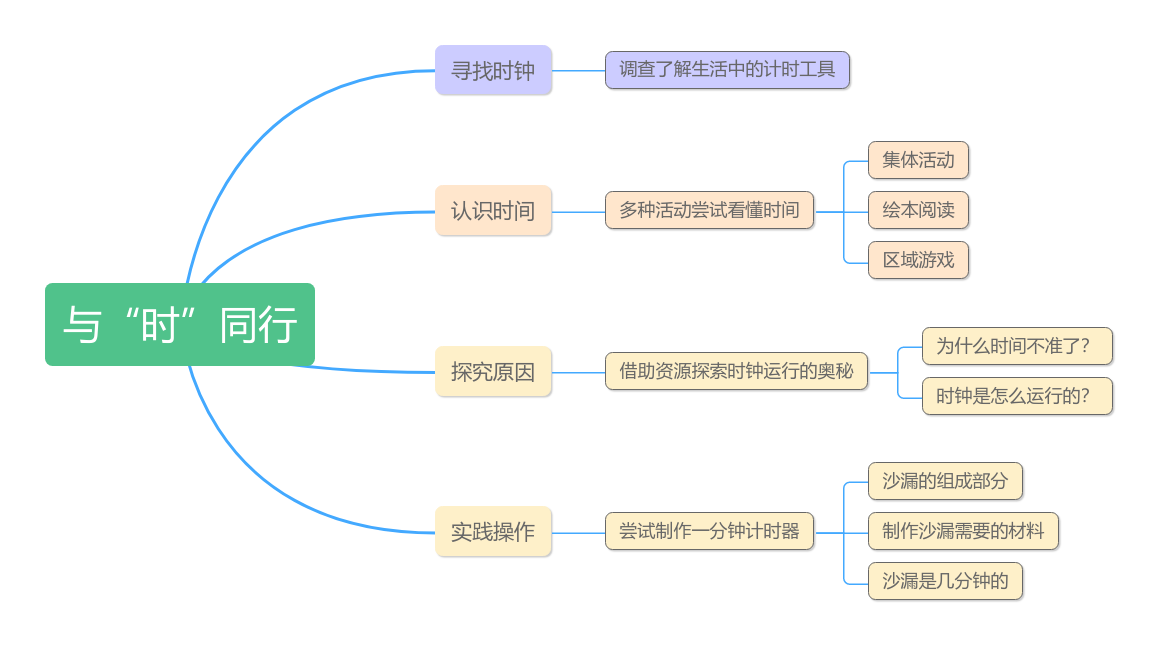 与“时”同行
寻找时钟
调查了解生活中的计时工具
认识时间
多种活动尝试看懂时间
集体活动
绘本阅读
区域游戏
探究原因
借助资源探索时钟运行的奥秘
为什么时间不准了？
时钟是怎么运行的？
实践操作
尝试制作一分钟计时器
沙漏的组成部分
制作沙漏需要的材料
沙漏是几分钟的